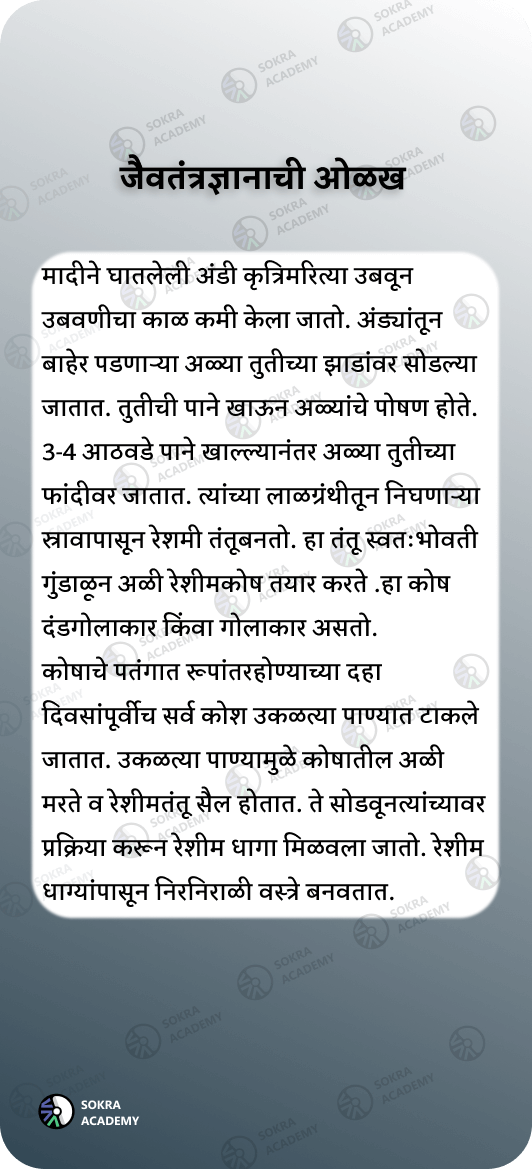 जैवतंत्रज्ञानाची ओळख
मादीने घातलेली अंडी कृत्रिमरित्या उबवून
उबवणीचा काळ कमी केला जातो. अंड्यांतून
बाहेर पडणाऱ्या अळ्या तुतीच्या झाडांवर सोडल्या
जातात. तुतीची पाने खाऊन अळ्यांचे पोषण होते.
3-4 आठवडे पाने खाल्ल्यानंतर अळ्या तुतीच्या
फांदीवर जातात. त्यांच्या लाळग्रंथीतून निघणाऱ्या
स्रावापासून रेशमी तंतूबनतो. हा तंतू स्वतःभोवती
गुंडाळून अळी रेशीमकोष तयार करते .हा कोष
दंडगोलाकार किंवा गोलाकार असतो.
कोषाचे पतंगात रूपांतरहोण्याच्या दहा
दिवसांपूर्वीच सर्व कोश उकळत्या पाण्यात टाकले
जातात. उकळत्या पाण्यामुळे कोषातील अळी
मरते व रेशीमतंतू सैल होतात. ते सोडवूनत्यांच्यावर
प्रक्रिया करून रेशीम धागा मिळवला जातो. रेशीम
धाग्यांपासून निरनिराळी वस्त्रे बनवतात.
SOKRA
ACADEMY